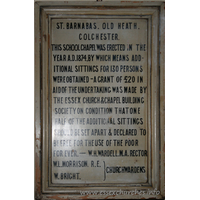 ST. BARNABAS, OLD HEATH,
COLCHESTER.
THIS SCHOOL CHAPEL WAS ERECTED IN THE
YEAR A.D. 1874, BY WHICH MEANS ADD-
ITIONAL SITTINGS FOR 130 PERSONS
WERE OBTAINED - A GRANT OF £20 IN
AID OF THE UNDERTAKING WAS MADE BY
THE ESSEX CHURCH & CHAPEL BUILDING
SOCIETY ON CONDITION THAT ONE
HALF OF THE ADDITIONAL SITTINGS
SHOULD BE SET APART & DECLARED TO
BE FREE FOR THE USE OF THE POOR
FOR EVER. - W. H. WARDELL M.A. RECTOR
MORRISON, R.E.
W. BRIGHT. CHURCHWARDENS